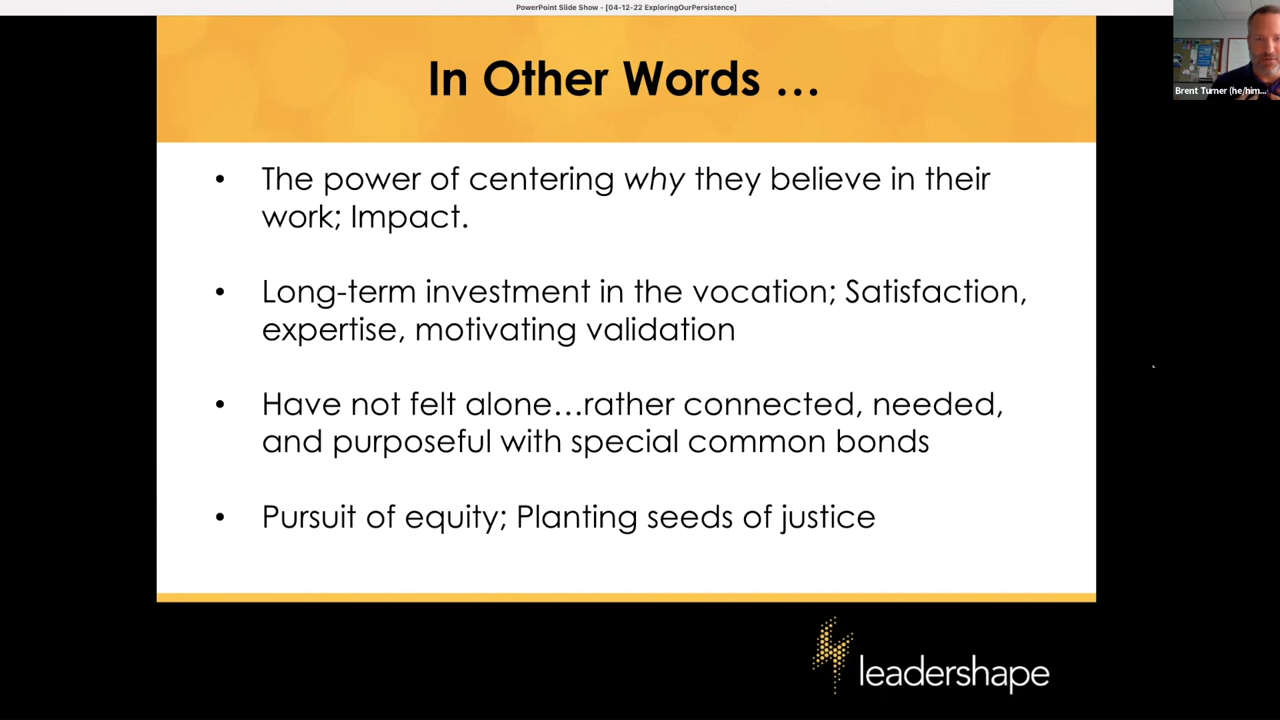 PowerPoint Slide Show - [04-12-22 ExploringOurPersistence]
In Other Words …
Brent Turner (he/him...
• The power of centering why they believe in their
work; Impact.
• Long-term investment in the vocation; Satisfaction,
expertise, motivating validation
• Have not felt alone…rather connected, needed,
and purposeful with special common bonds
• Pursuit of equity; Planting seeds of justice
leadershape